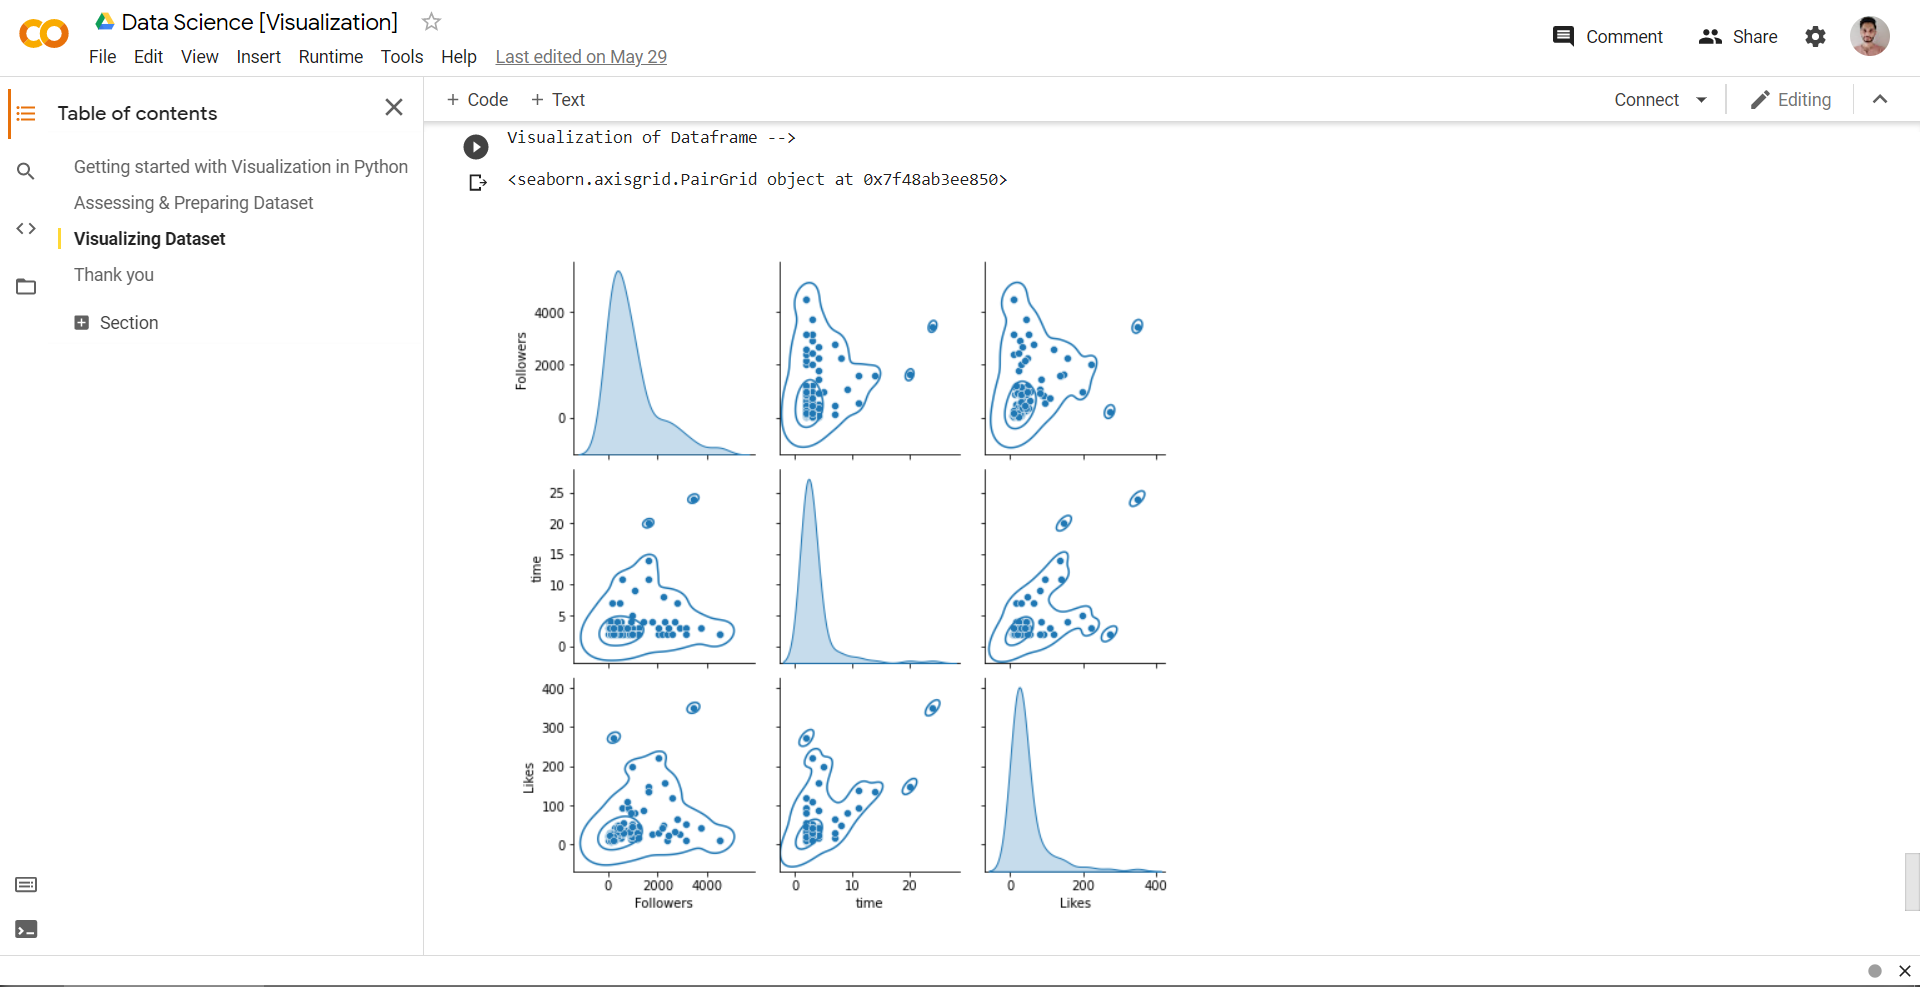 Data Science [Visualization]
File Edit View Insert Runtime Tools Help Last edited on May 29
Comment Share
Table of contents
Getting started with Visualization in Python
Assessing & Preparing Dataset
Visualizing Dataset
Thank you
Section
+ Code + Text
Connect Editing
Visualization of Dataframe -->
<seaborn.axisgrid.PairGrid object at 0x7f48ab3ee850>
4000
2000
0
Followers
25
20
15
10
5
0
time
400
300
200
100
0
Likes
0 2000 4000 0 10 20 0 200 400
Followers time Likes